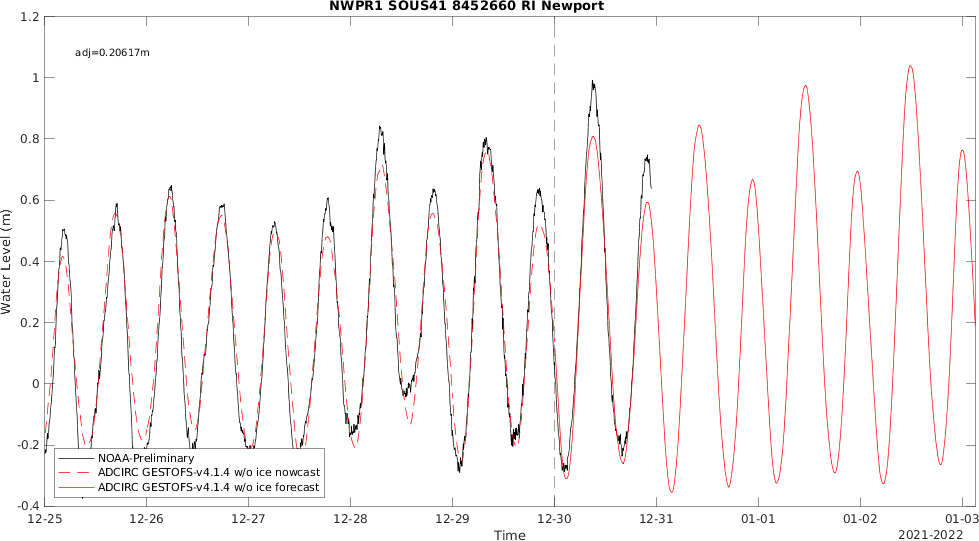 NWPR1 SOUS41 8452660 RI Newport
1.2
adj=0.20617m
1
0.8
0.6
0.4
0.2
0
-0.2
-0.4
Water Level (m)
NOAA-Preliminary
ADCIRC GESTOFS-v4.1.4 w/o ice nowcast
ADCIRC GESTOFS-v4.1.4 w/o ice forecast
12-25 12-26 12-27 12-28 12-29 12-30 12-31 01-01 01-02 01-03
Time
2021-2022